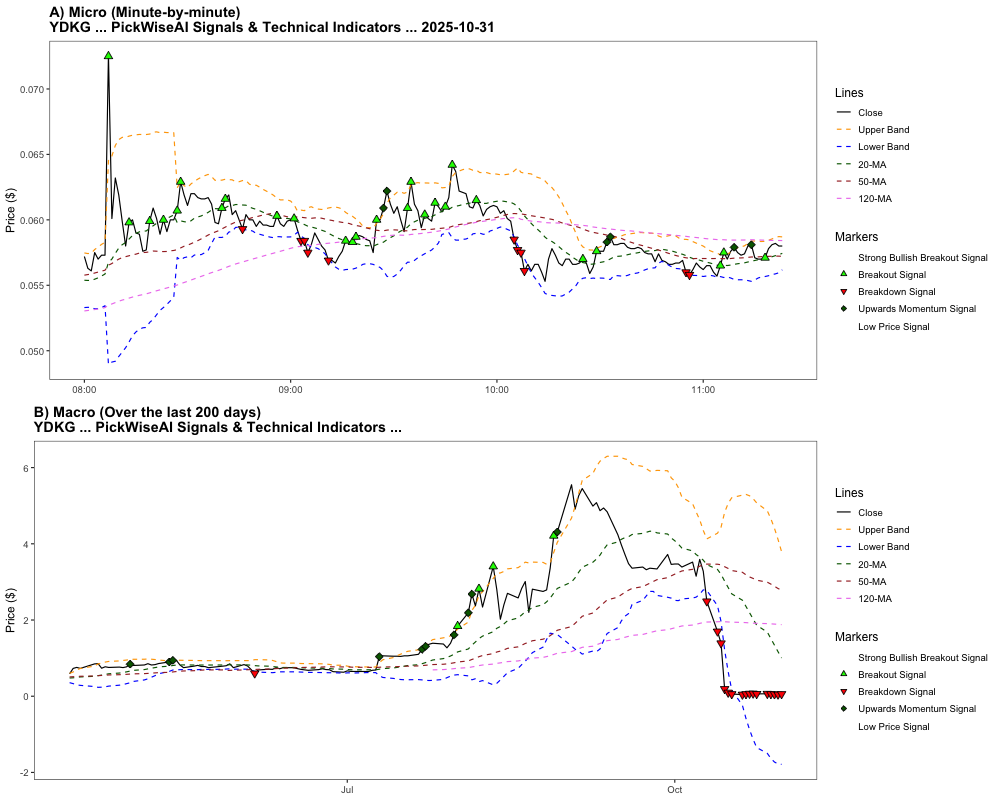 A) Micro (Minute-by-minute)
YDKG ... PickWiseAI Signals & Technical Indicators ... 2025-10-31
Price ($)
0.070
0.065
0.060
0.055
0.050
08:00
09:00
10:00
11:00
Lines
Close
Upper Band
Lower Band
20-MA
50-MA
120-MA
Markers
Strong Bullish Breakout Signal
Breakout Signal
Breakdown Signal
Upwards Momentum Signal
Low Price Signal
B) Macro (Over the last 200 days)
YDKG ... PickWiseAI Signals & Technical Indicators ...
Price ($)
6
4
2
0
-2
Jul
Oct
Lines
Close
Upper Band
Lower Band
20-MA
50-MA
120-MA
Markers
Strong Bullish Breakout Signal
Breakout Signal
Breakdown Signal
Upwards Momentum Signal
Low Price Signal